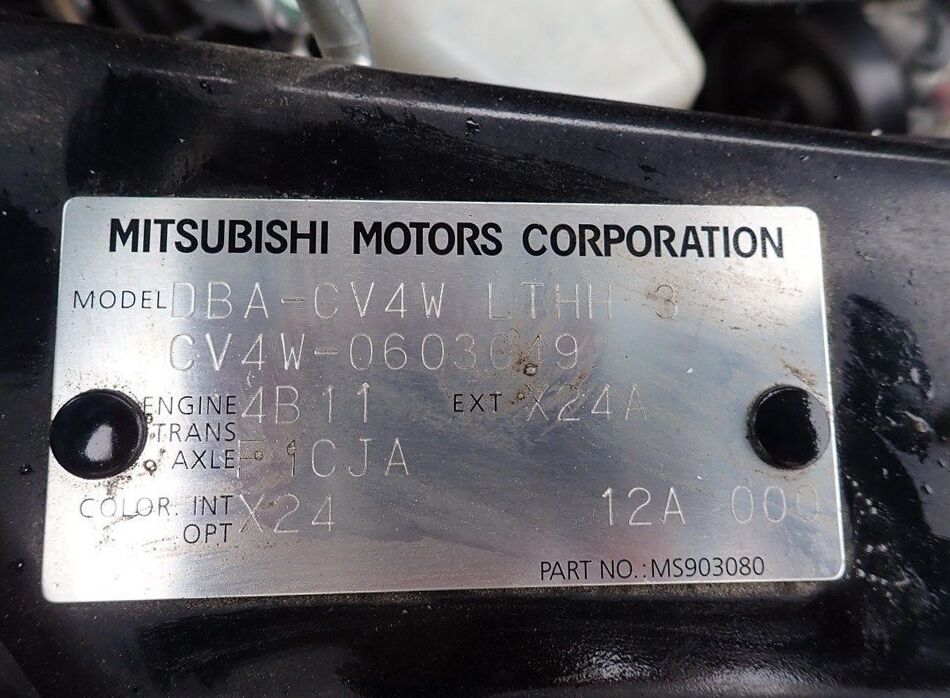 MITSUBISHI MOTORS CORPORATION
MODEL DBA-CV4W LTHH 3
CV4W-0603049
ENGINE 4B11 EXT X24A
TRANS
AXLE F1CJA
COLOR. INT X24 12A 000
OPT
PART NO.:MS903080